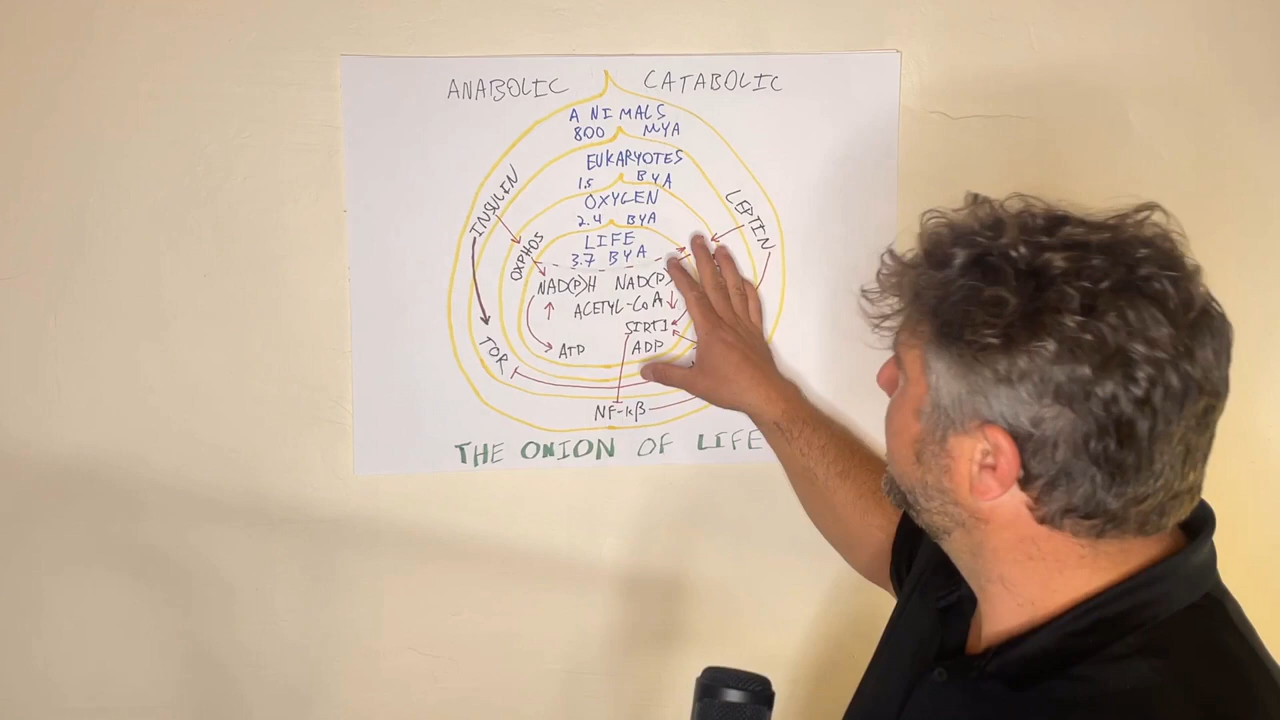 ANABOLIC CATABOLIC
ANIMALS
800 MYA
EUKARYOTES
1.5 BYA
OXYGEN
2.4 BYA
INSULIN
LEPTIN
LIFE
3.7 BYA
OXPHOS
NAD(P)H NAD(P)
ACETYL-CoA
SIRT1
TOR
ATP ADP
NF-κβ
THE ONION OF LIFE